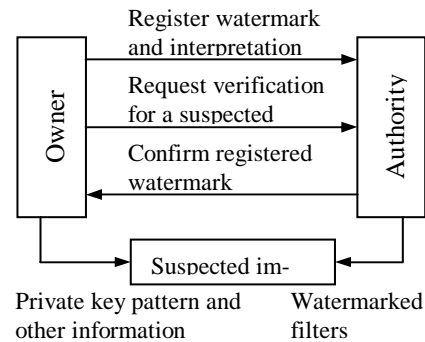 Register watermark
and interpretation
Request verification
for a suspected
Confirm registered
watermark
Owner
Authority
Suspected im-
Private key pattern and
other information
Watermarked
filters